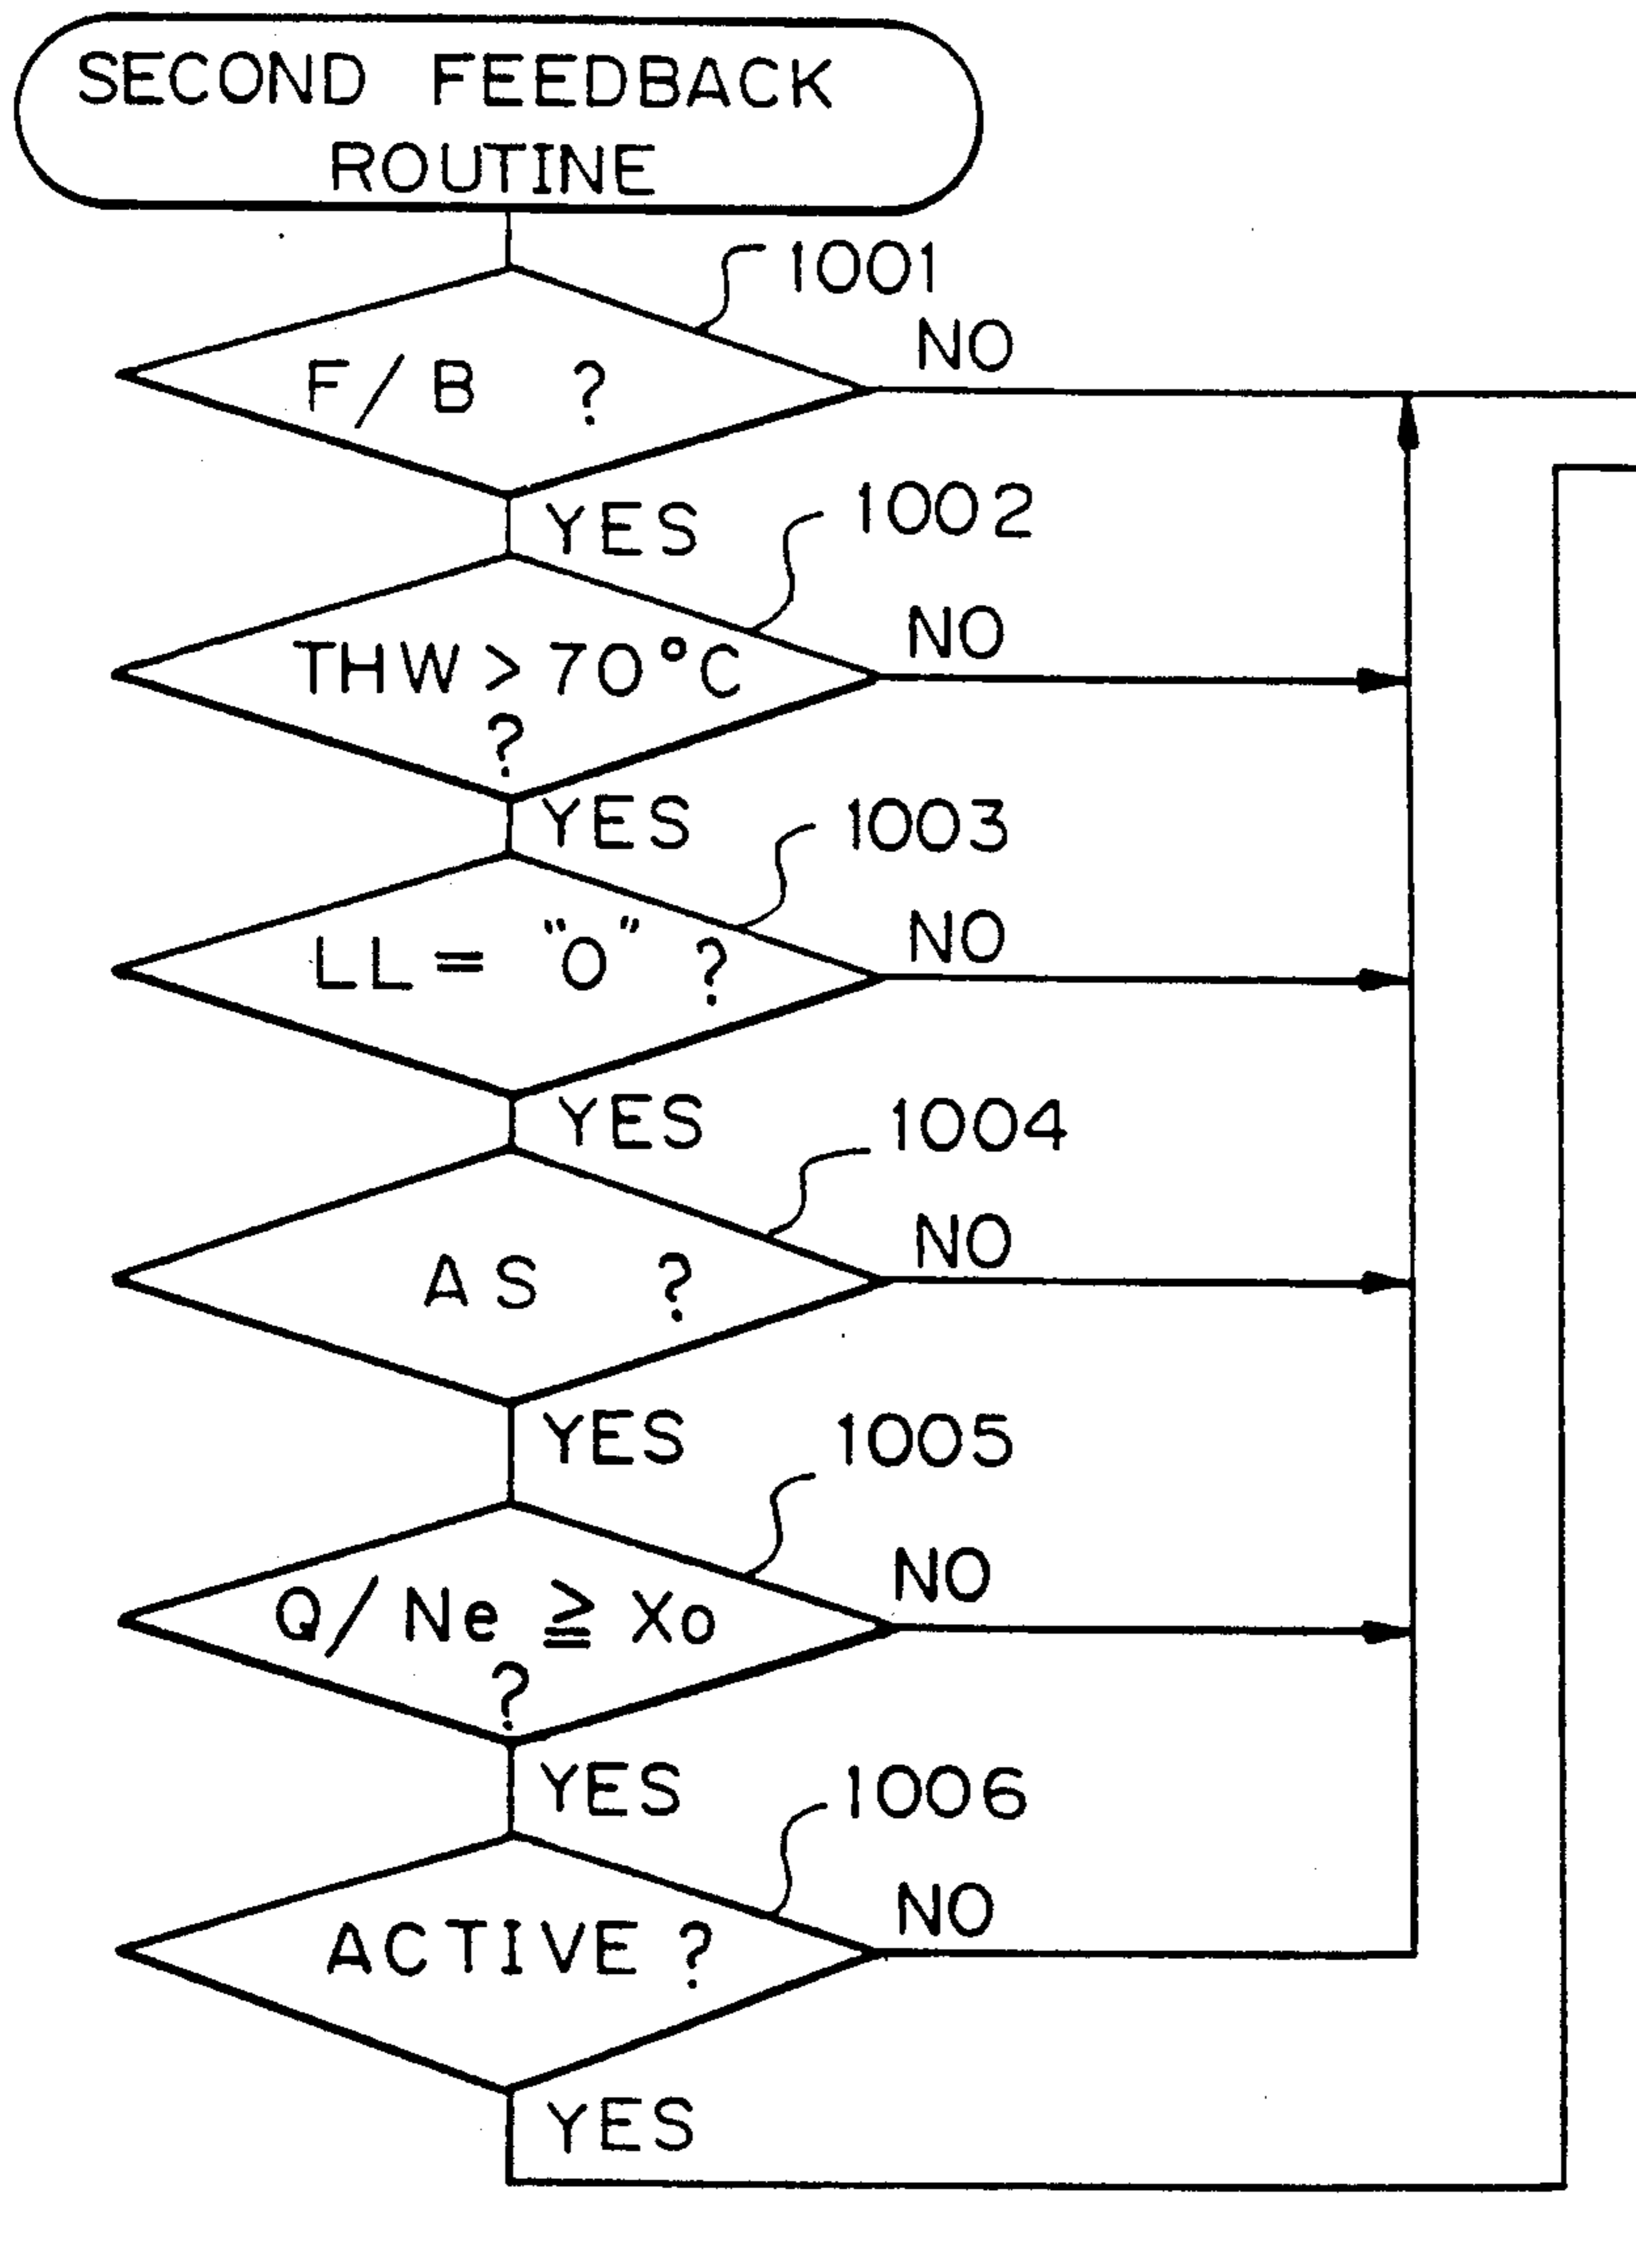 SECOND FEEDBACK
ROUTINE
1001
F/B ?
NO
YES
1002
THW > 70°C
?
NO
YES
1003
LL = "0" ?
NO
YES
1004
AS ?
NO
YES
1005
Q/Ne ≧ Xo
?
NO
YES
1006
ACTIVE ?
NO
YES